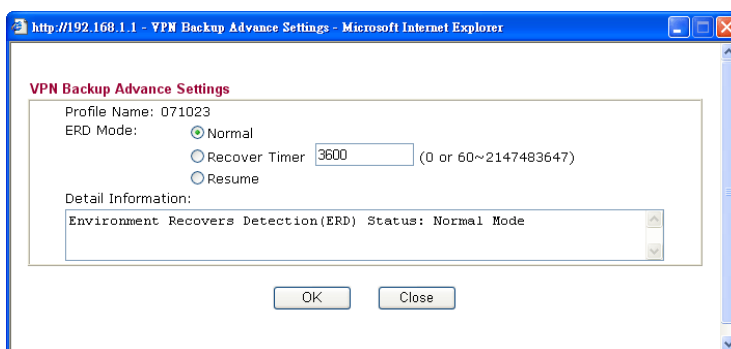 http://192.168.1.1 - VPN Backup Advance Settings - Microsoft Internet Explorer
VPN Backup Advance Settings
Profile Name: 071023
ERD Mode:
Normal
Recover Timer 3600 (0 or 60~2147483647)
Resume
Detail Information:
Environment Recovers Detection(ERD) Status: Normal Mode
OK Close